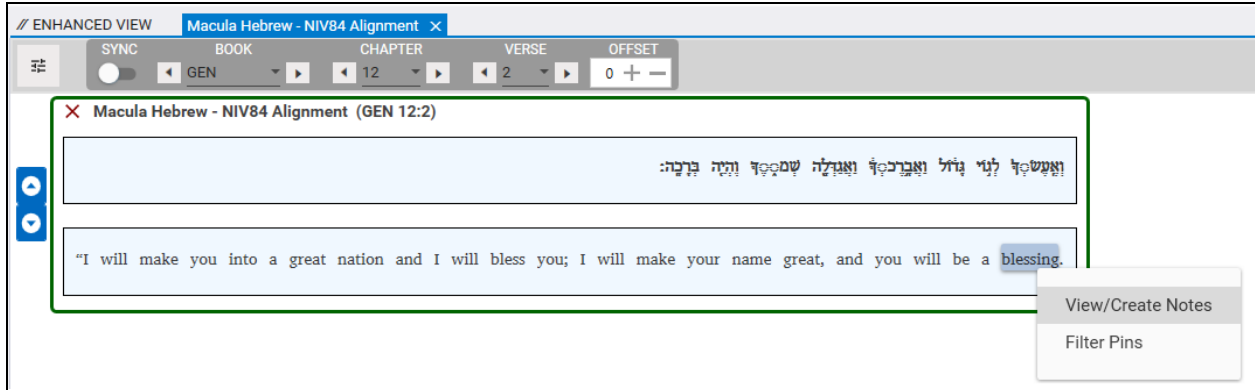 // ENHANCED VIEW Macula Hebrew - NIV84 Alignment ×
SYNC BOOK CHAPTER VERSE OFFSET
GEN 12 2 0 + −
Macula Hebrew - NIV84 Alignment (GEN 12:2)
וְאֶֽעֶשְׂךָ֙ לְג֣וֹי גָּד֔וֹל וַאֲבָ֣רֶכְךָ֔ וַאֲגַדְּלָ֖ה שְׁמֶ֑ךָ וֶהְיֵ֖ה בְּרָכָֽה׃
“I will make you into a great nation and I will bless you; I will make your name great, and you will be a blessing.
View/Create Notes
Filter Pins